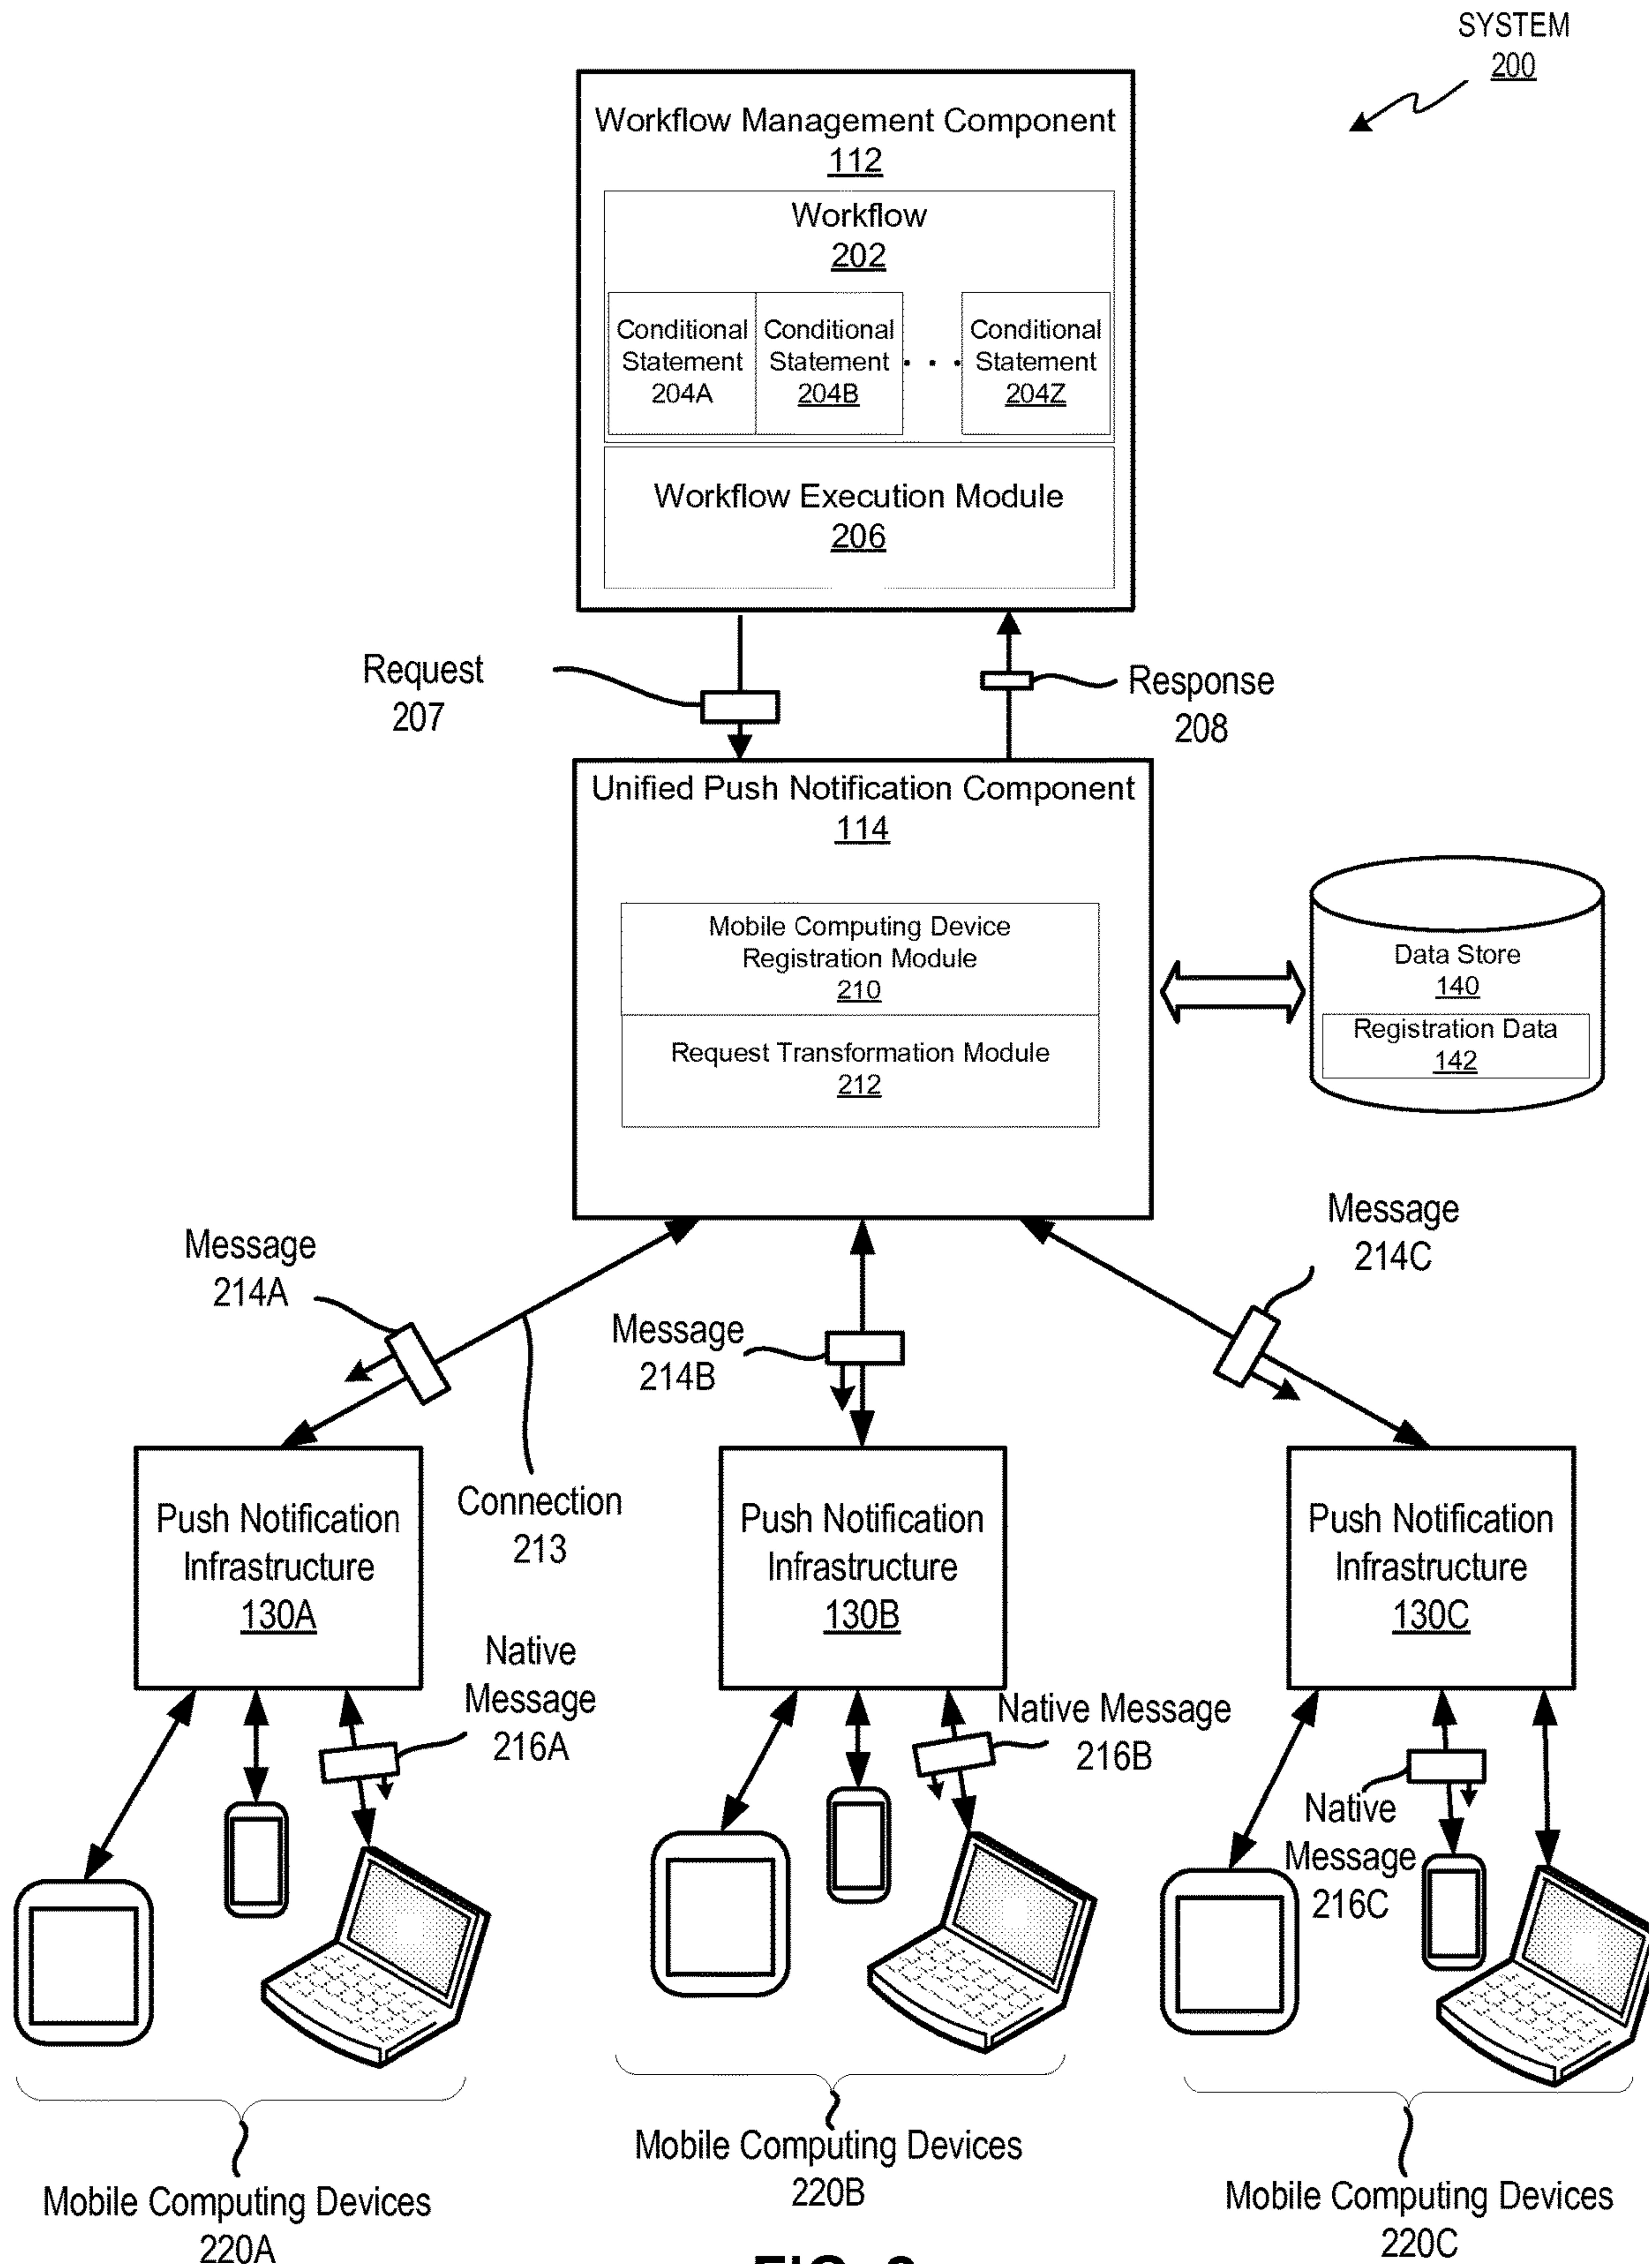 SYSTEM
200
Workflow Management Component
112
Workflow
202
Conditional
Statement
204A
Conditional
Statement
204B
. . .
Conditional
Statement
204Z
Workflow Execution Module
206
Request
207
Response
208
Unified Push Notification Component
114
Mobile Computing Device
Registration Module
210
Request Transformation Module
212
Data Store
140
Registration Data
142
Message
214A
Message
214B
Message
214C
Connection
213
Push Notification
Infrastructure
130A
Push Notification
Infrastructure
130B
Push Notification
Infrastructure
130C
Native
Message
216A
Native Message
216B
Native
Message
216C
Mobile Computing Devices
220A
Mobile Computing Devices
220B
Mobile Computing Devices
220C